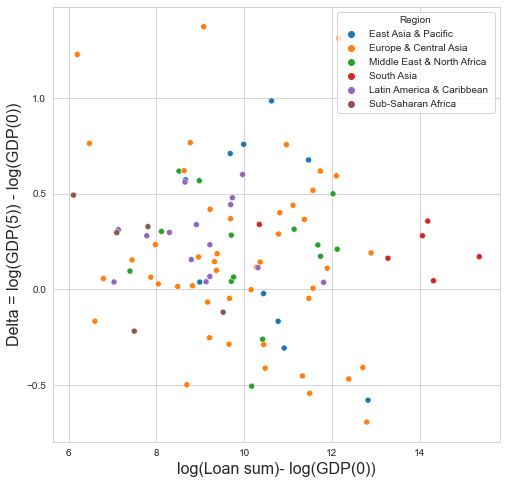 Region
East Asia & Pacific
Europe & Central Asia
Middle East & North Africa
South Asia
Latin America & Caribbean
Sub-Saharan Africa
1.0
0.5
0.0
−0.5
Delta = log(GDP(5)) - log(GDP(0))
6 8 10 12 14
log(Loan sum)- log(GDP(0))